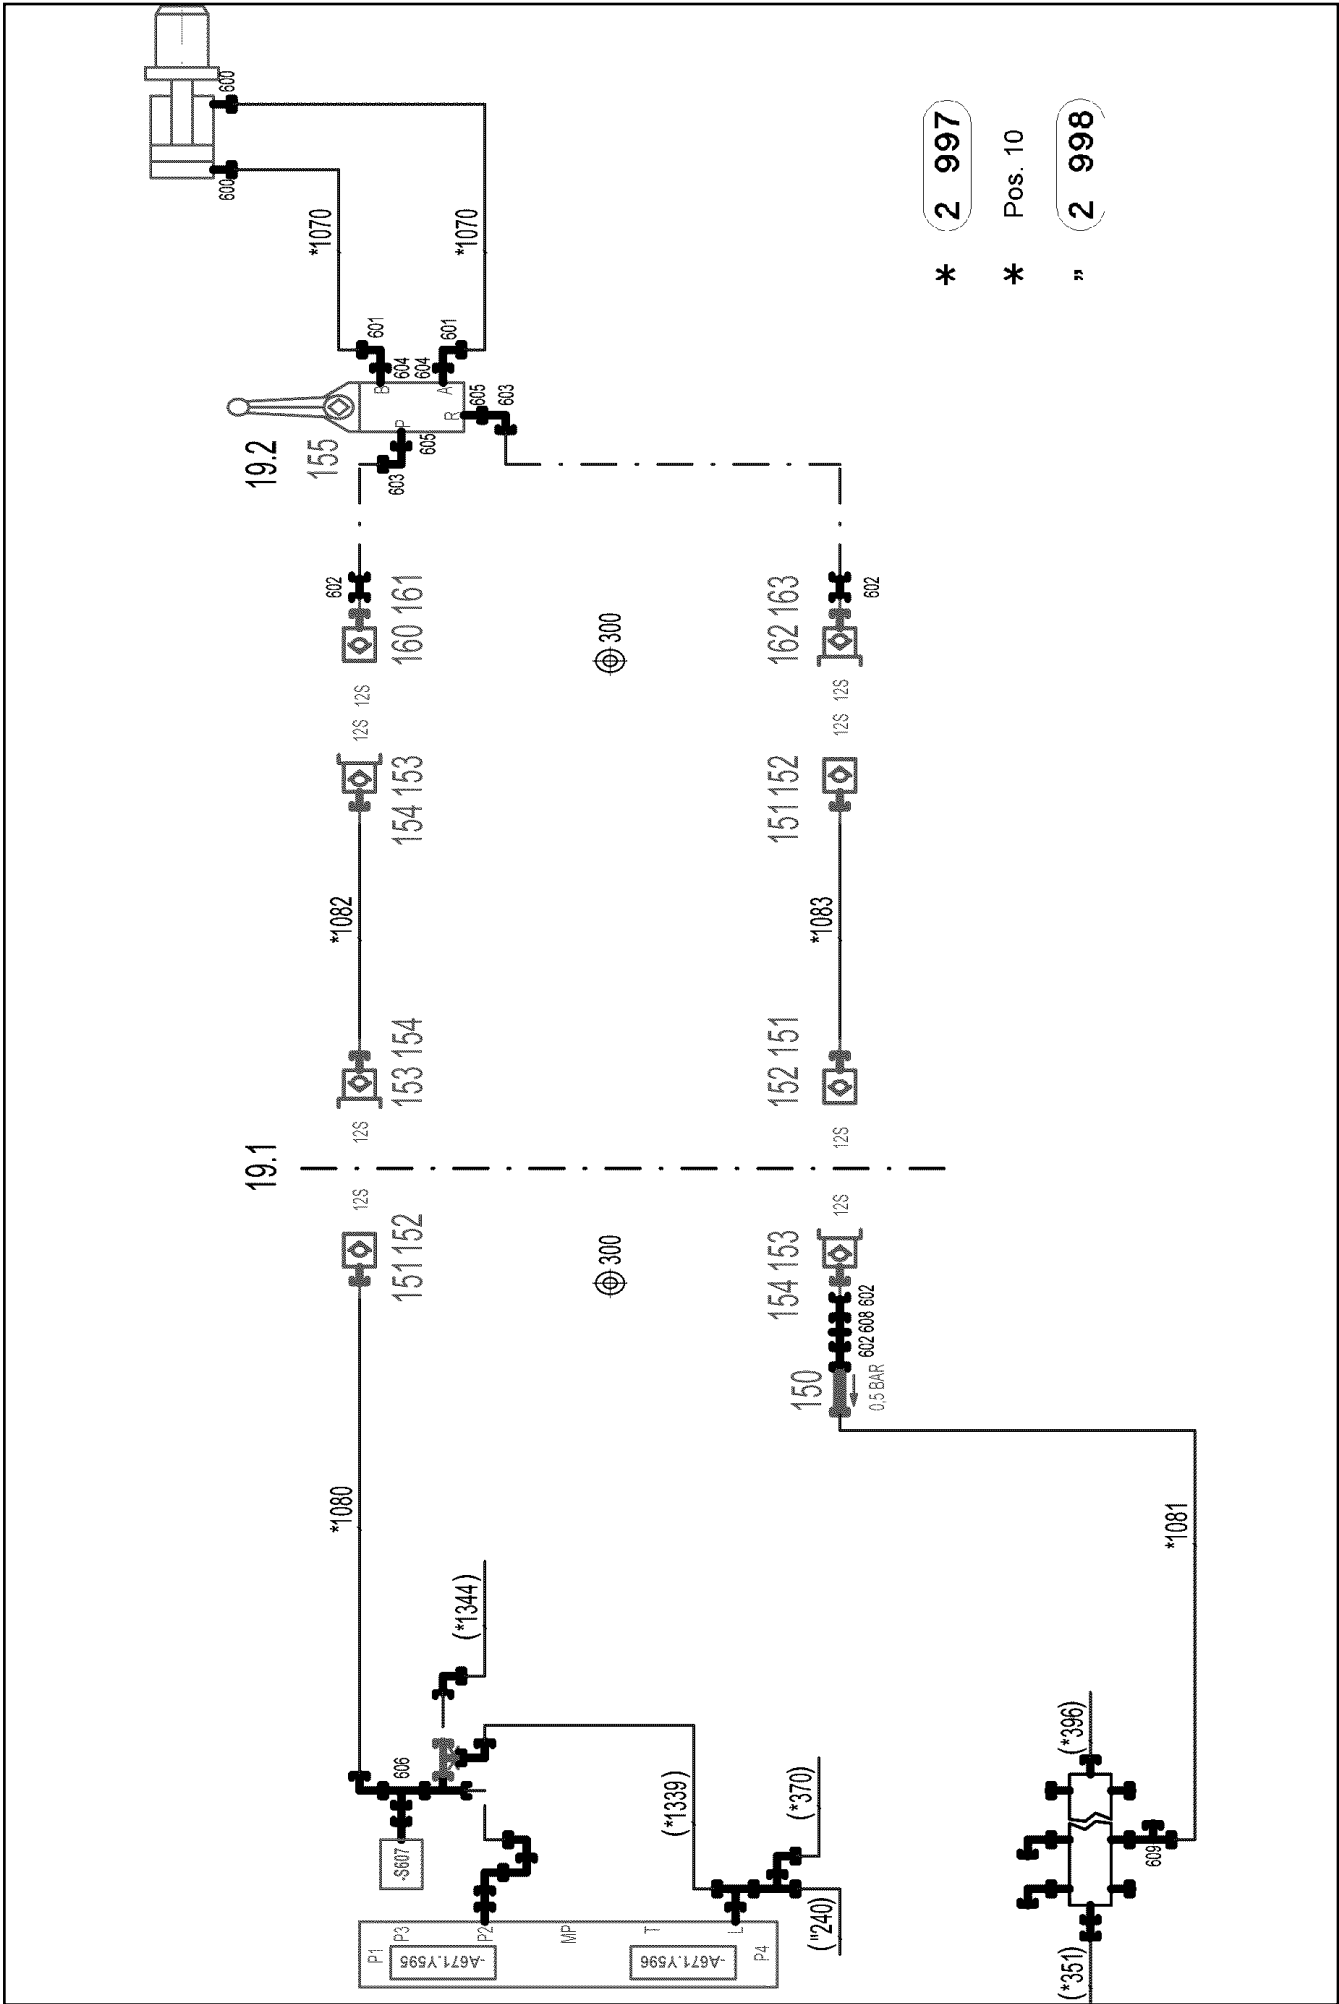 600
600
19.1
19.2
155
*1070
*1080
*1082
602
12S
12S
12S
12S
601
P1
P3
-S607
606
151 152
153 154
154 153
160 161
603
P
B
604
604
605
-A671.Y595
A
601
R
605
603
(*1344)
*1070
P2
MP
300
300
T
-A671.Y596
(*1339)
L
P4
(*370)
("240)
150
154 153
152 151
151 152
162 163
*1083
12S
12S
12S
12S
602 608 602
602
0,5 BAR
* 2 997
* Pos. 10
" 2 998
(*351)
(*396)
609
*1081